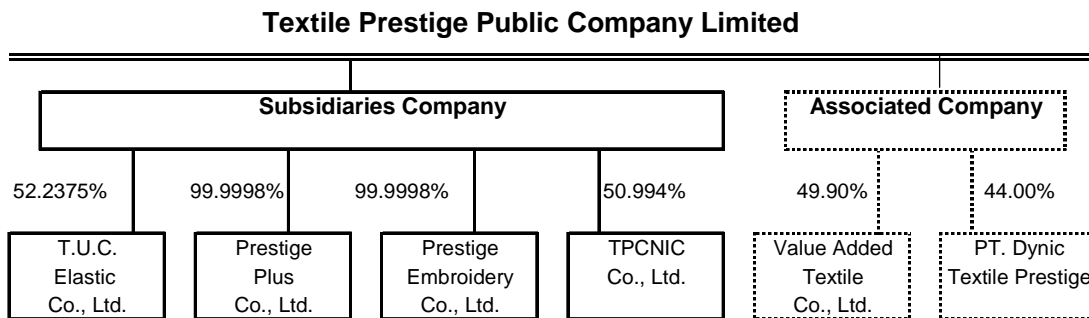 Textile Prestige Public Company Limited
Subsidiaries Company
Associated Company
52.2375%
99.9998%
99.9998%
50.994%
49.90%
44.00%
T.U.C.
Elastic
Co., Ltd.
Prestige
Plus
Co., Ltd.
Prestige
Embroidery
Co., Ltd.
TPCNIC
Co., Ltd.
Value Added
Textile
Co., Ltd.
PT. Dynic
Textile Prestige